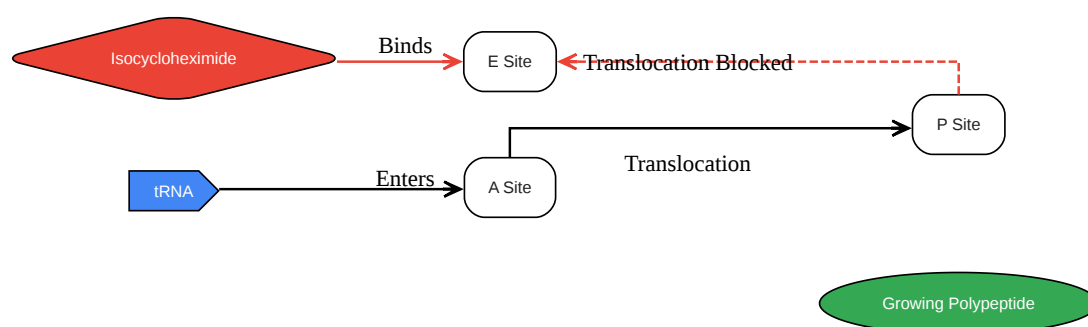 Isocycloheximide
Binds
E Site
Translocation Blocked
P Site
tRNA
Enters
A Site
Translocation
Growing Polypeptide